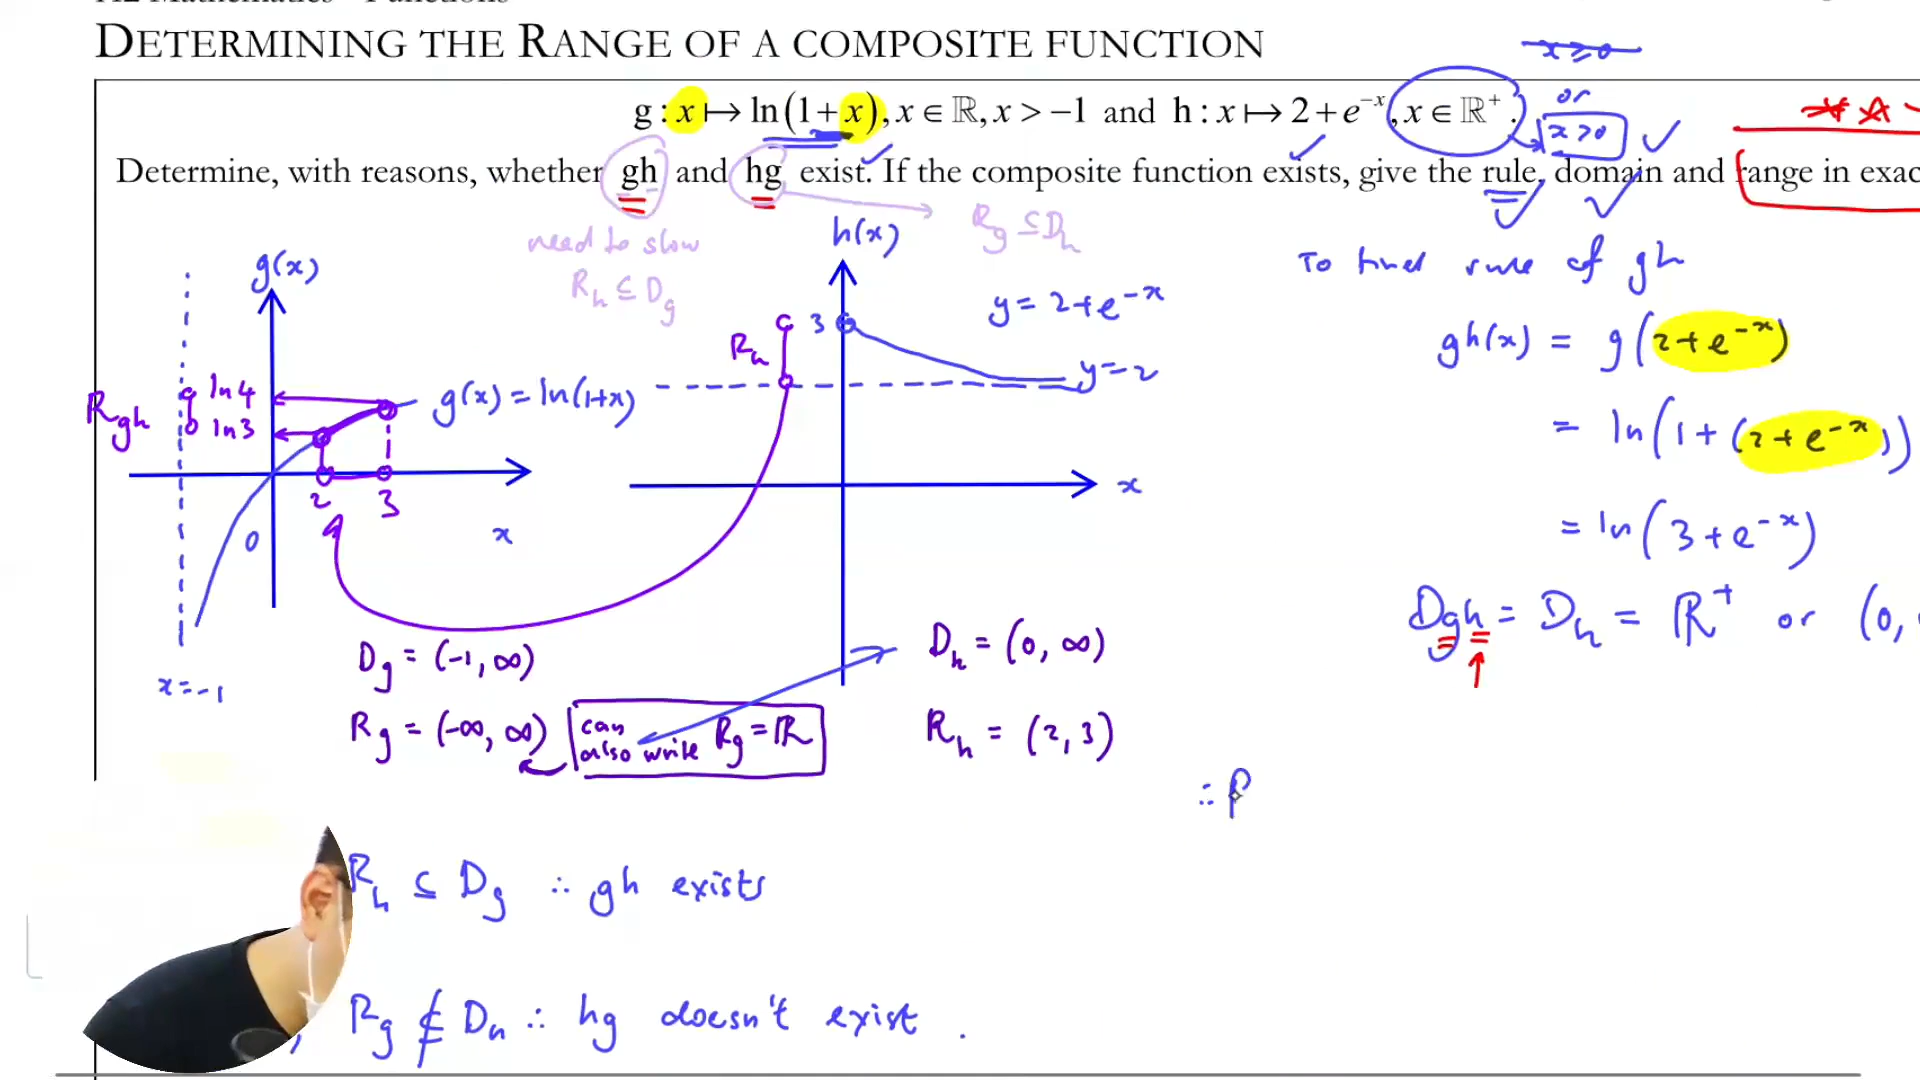 DETERMINING THE RANGE OF A COMPOSITE FUNCTION
x ≥ 0
g : x ↦ ln(1+x), x ∈ ℝ, x > −1 and h : x ↦ 2 + e^{−x}, x ∈ ℝ⁺.
or
x > 0
Determine, with reasons, whether gh and hg exist. If the composite function exists, give the rule, domain and range in exac
need to show
R_h ⊆ D_g
R_g ⊆ D_h
g(x)
h(x)
To find rule of gh
y = 2 + e^{−x}
3
R_h
gh(x) = g(2 + e^{−x})
y = 2
R_gh
ln 4
ln 3
g(x) = ln(1+x)
= ln(1 + (2 + e^{−x}))
2
3
x
x
0
= ln(3 + e^{−x})
D_gh = D_h = ℝ⁺ or (0,
D_g = (-1, ∞)
D_h = (0, ∞)
x = -1
R_g = (-∞, ∞)
can also write R_g = ℝ
R_h = (2, 3)
∴
R_h ⊆ D_g ∴ gh exists
R_g ⊄ D_h ∴ hg doesn't exist.